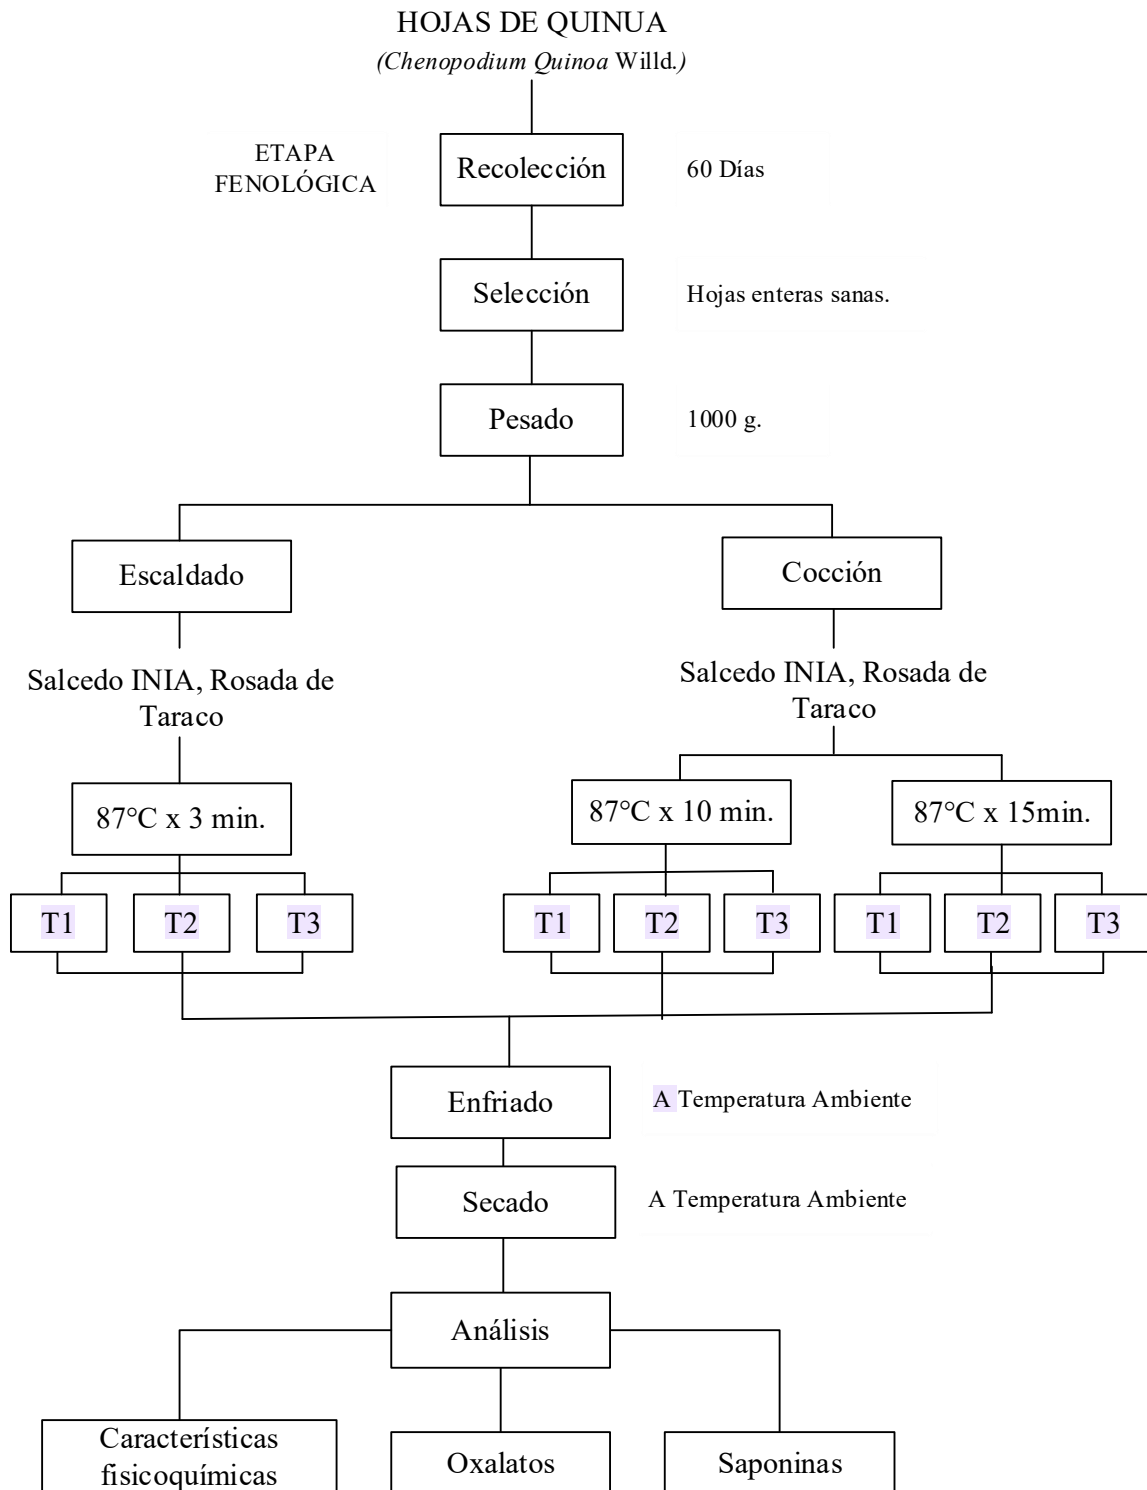 HOJAS DE QUINUA
(Chenopodium Quinoa Willd.)
ETAPA
FENOLÓGICA
Recolección
60 Días
Selección
Hojas enteras sanas.
Pesado
1000 g.
Escaldado
Cocción
Salcedo INIA, Rosada de
Taraco
Salcedo INIA, Rosada de
Taraco
87°C x 3 min.
87°C x 10 min.
87°C x 15min.
T1
T2
T3
T1
T2
T3
T1
T2
T3
Enfriado
A Temperatura Ambiente
Secado
A Temperatura Ambiente
Análisis
Características
fisicoquímicas
Oxalatos
Saponinas